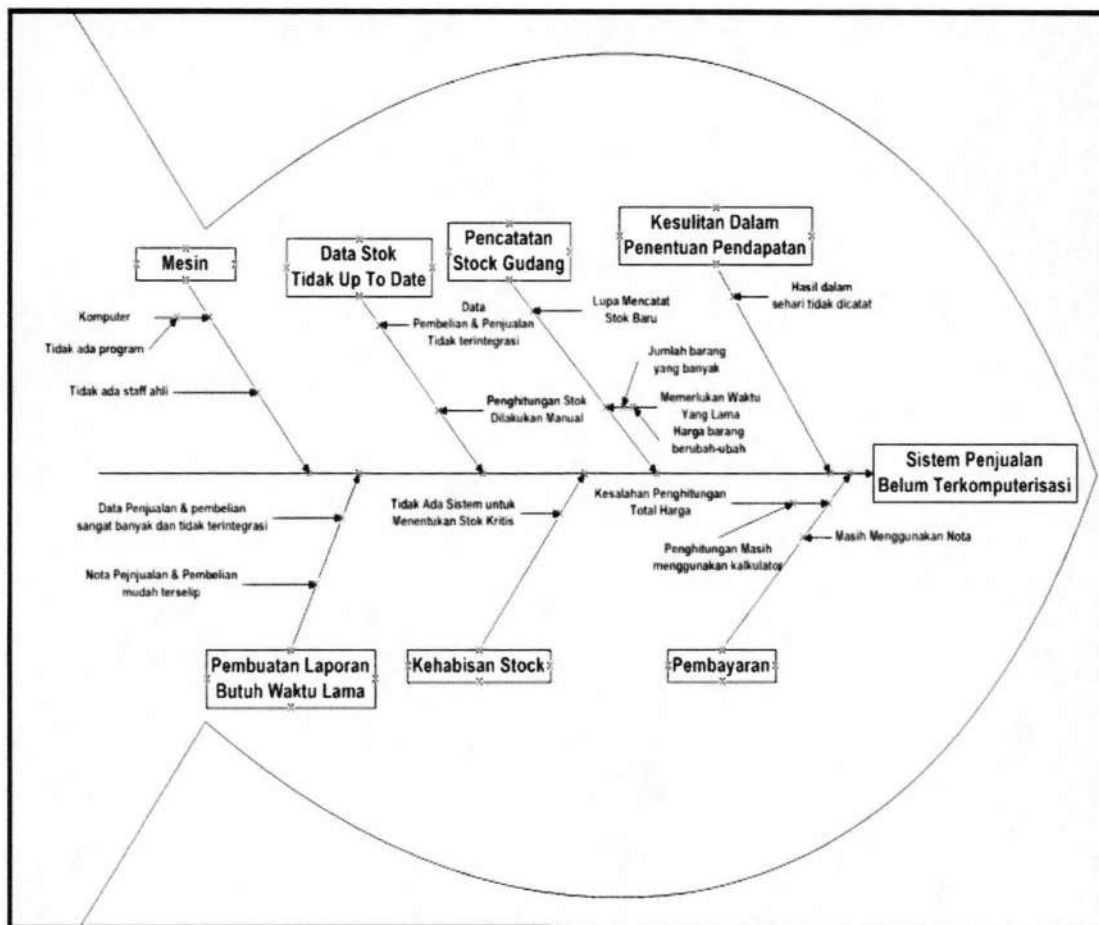 Kesulitan Dalam
Penentuan Pendapatan
Pencatatan
Stock Gudang
Data Stok
Tidak Up To Date
Mesin
Hasil dalam
sehari tidak dicatat
Lupa Mencatat
Stok Baru
Data
Pembelian & Penjualan
Tidak terintegrasi
Komputer
Tidak ada program
Jumlah barang
yang banyak
Tidak ada staff ahli
Penghitungan Stok
Dilakukan Manual
Memerlukan Waktu
Yang Lama
Harga barang
berubah-ubah
Sistem Penjualan
Belum Terkomputerisasi
Data Penjualan & pembelian
sangat banyak dan tidak terintegrasi
Tidak Ada Sistem untuk
Menentukan Stok Kritis
Kesalahan Penghitungan
Total Harga
Masih Menggunakan Nota
Penghitungan Masih
menggunakan kalkulator
Nota Pejnjualan & Pembelian
mudah terselip
Pembuatan Laporan
Butuh Waktu Lama
Kehabisan Stock
Pembayaran